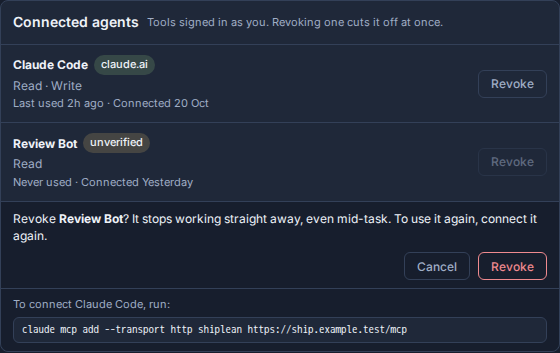 Connected agents Tools signed in as you. Revoking one cuts it off at once.
Claude Code claude.ai
Read · Write
Revoke
Last used 2h ago · Connected 20 Oct
Review Bot unverified
Read
Revoke
Never used · Connected Yesterday
Revoke Review Bot? It stops working straight away, even mid-task. To use it again, connect it
again.
Cancel Revoke
To connect Claude Code, run:
claude mcp add --transport http shiplean https://ship.example.test/mcp